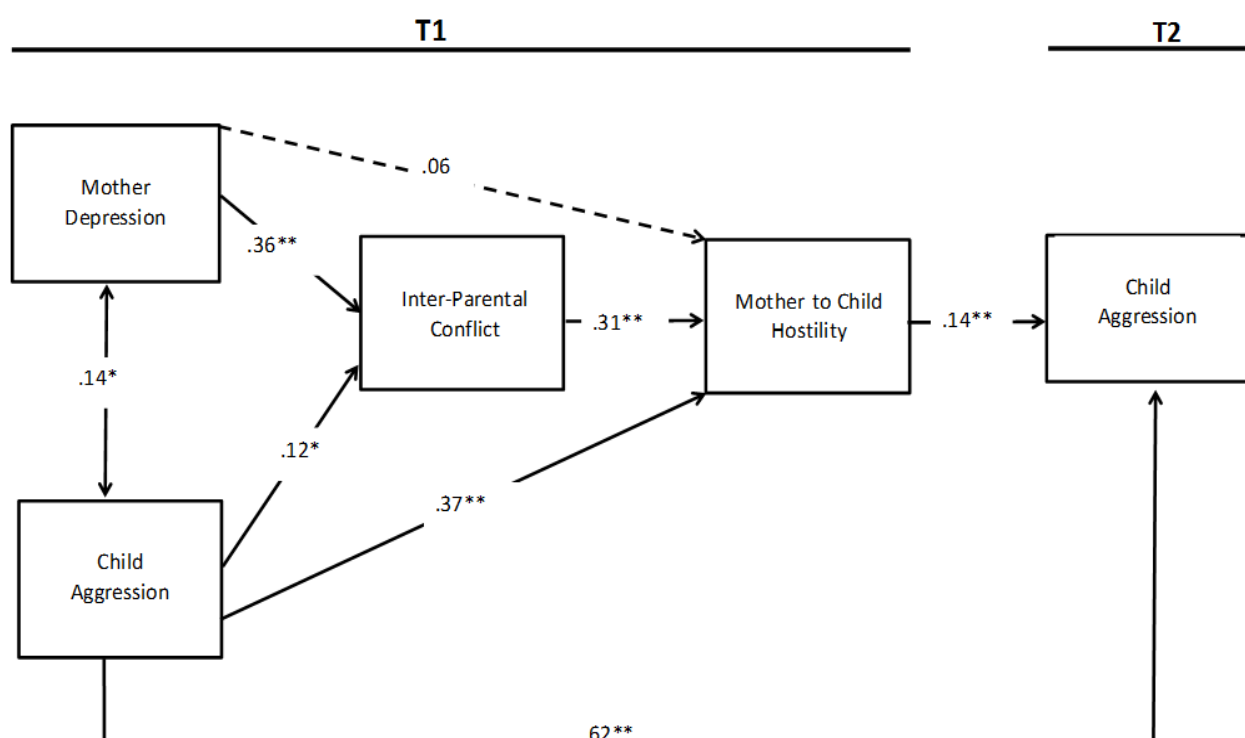 T1
T2
.06
Mother
Depression
.36**
Inter-Parental
Conflict
.31**
Mother to Child
Hostility
.14**
Child
Aggression
.14*
.12*
.37**
Child
Aggression
.62**